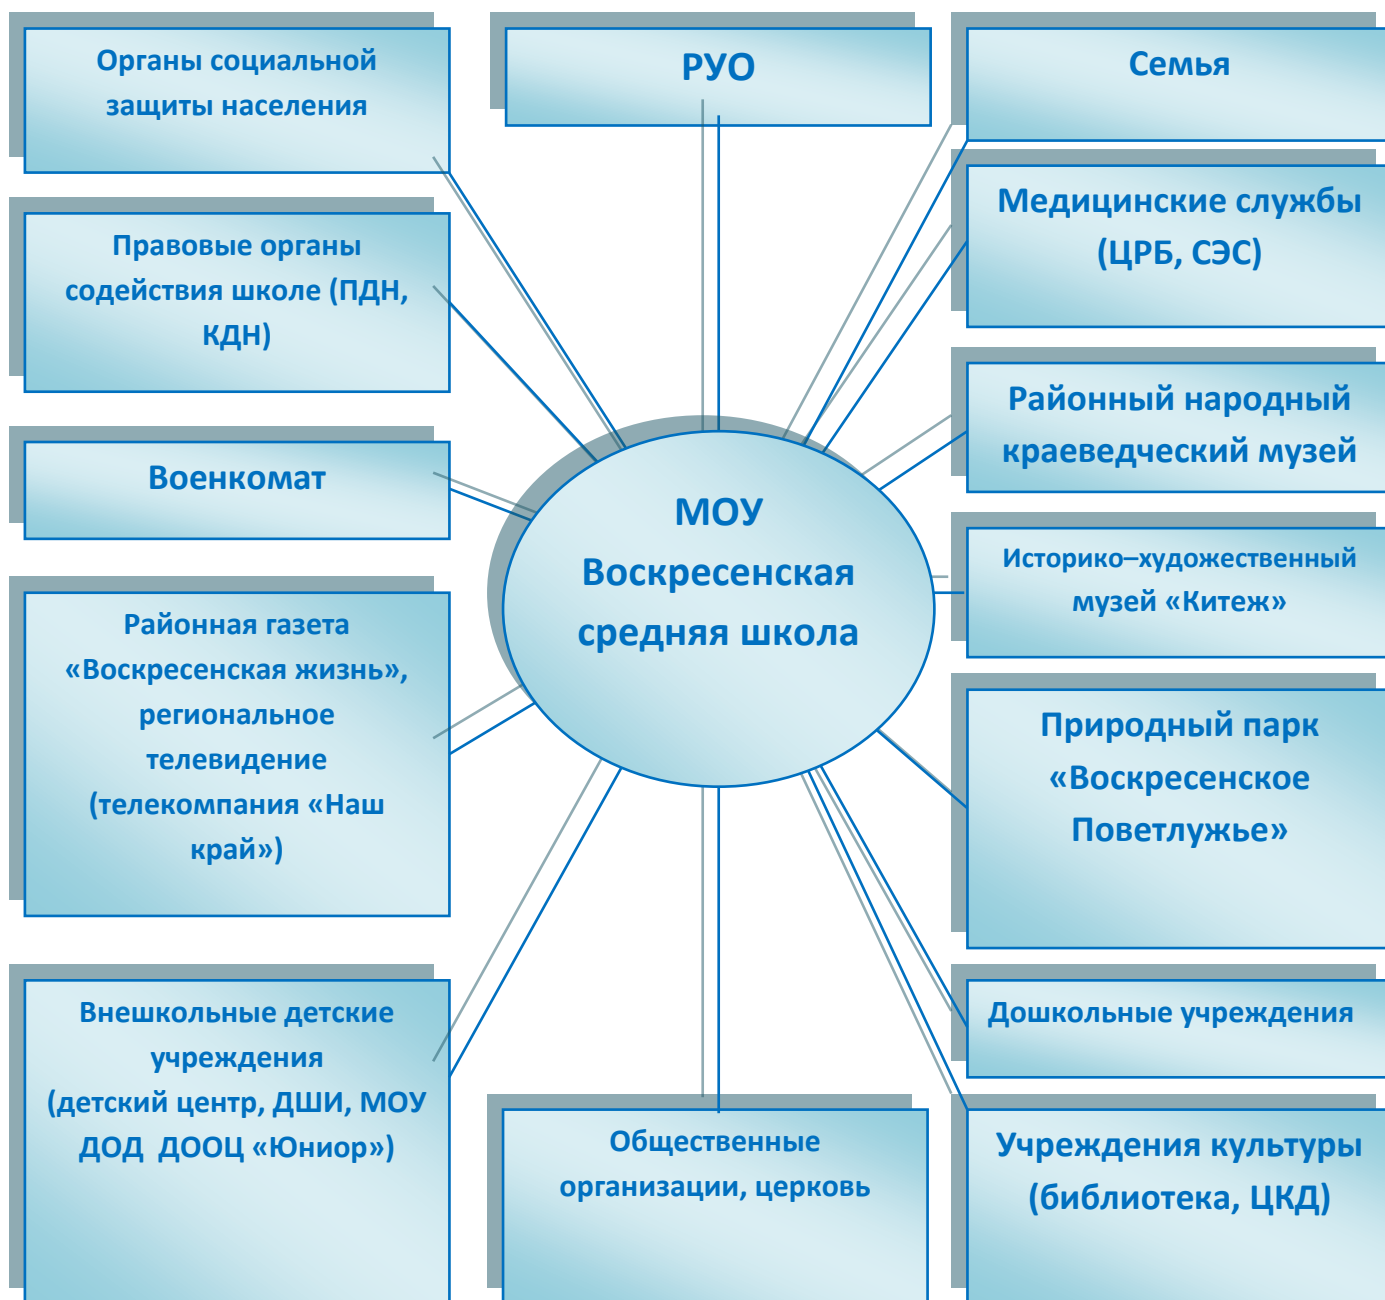 Органы социальной
защиты населения
РУО
Семья
Медицинские службы
(ЦРБ, СЭС)
Правовые органы
содействия школе (ПДН,
КДН)
Районный народный
краеведческий музей
Военкомат
МОУ
Воскресенская
средняя школа
Историко–художественный
музей «Китеж»
Районная газета
«Воскресенская жизнь»,
региональное
телевидение
(телекомпания «Наш
край»)
Природный парк
«Воскресенское
Поветлужье»
Внешкольные детские
учреждения
(детский центр, ДШИ, МОУ
ДОД  ДООЦ «Юниор»)
Дошкольные учреждения
Общественные
организации, церковь
Учреждения культуры
(библиотека, ЦКД)